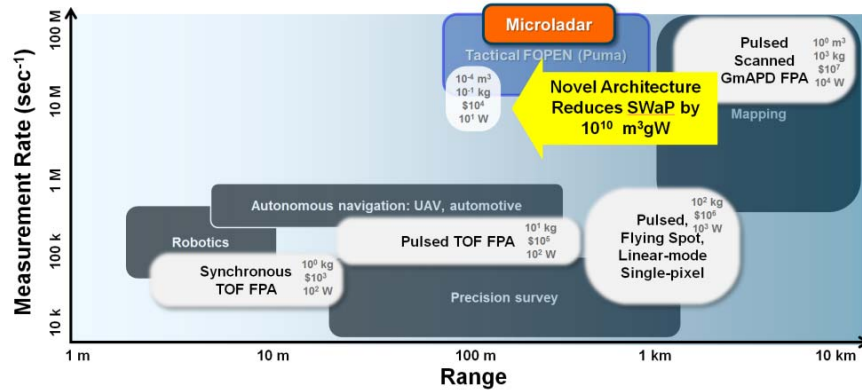 Measurement Rate (sec⁻¹)
100 M
10 M
1 M
100 k
10 k
Microladar
Tactical FOPEN (Puma)
10⁻⁴ m³
10⁻¹ kg
$10⁴
10¹ W
Novel Architecture
Reduces SWaP by
10¹⁰ m³gW
Pulsed
Scanned
GmAPD FPA
10⁰ m³
10³ kg
$10⁷
10⁴ W
Mapping
Autonomous navigation: UAV, automotive
Robotics
Synchronous
TOF FPA
10⁰ kg
$10³
10² W
Pulsed TOF FPA
10¹ kg
$10⁵
10² W
Pulsed,
Flying Spot,
Linear-mode
Single-pixel
10² kg
$10⁶
10³ W
Precision survey
1 m
10 m
100 m
1 km
10 km
Range